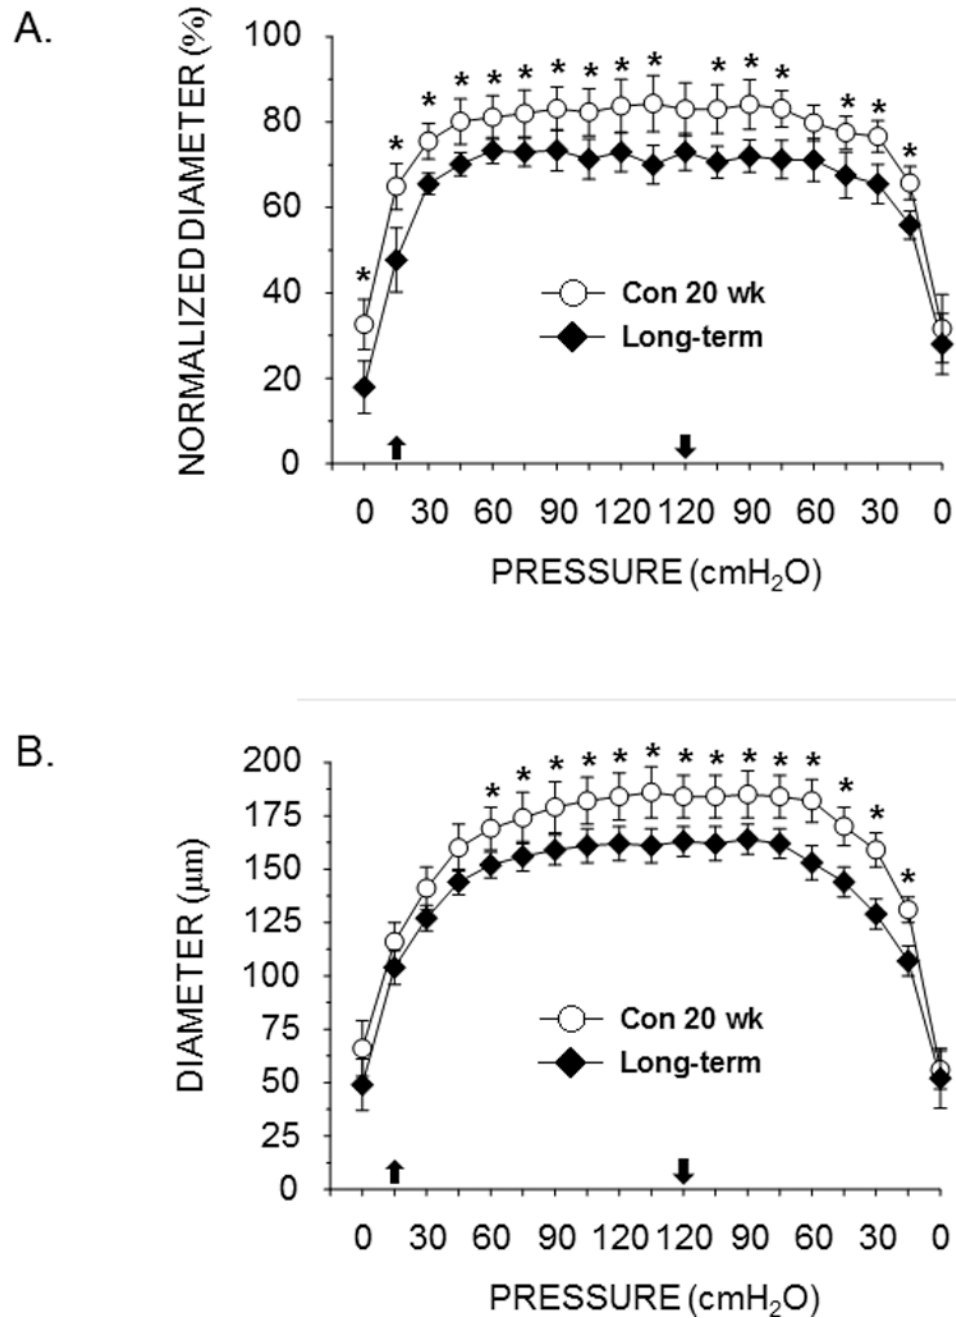 A.
NORMALIZED DIAMETER (%)
100
80
60
40
20
0
* * * * * * * * * * * * * * * * *
Con 20 wk
Long-term
0 30 60 90 120 120 90 60 30 0
PRESSURE (cmH₂O)
B.
DIAMETER (µm)
200
175
150
125
100
75
50
25
0
* * * * * * * * * * * * * *
Con 20 wk
Long-term
0 30 60 90 120 120 90 60 30 0
PRESSURE (cmH₂O)